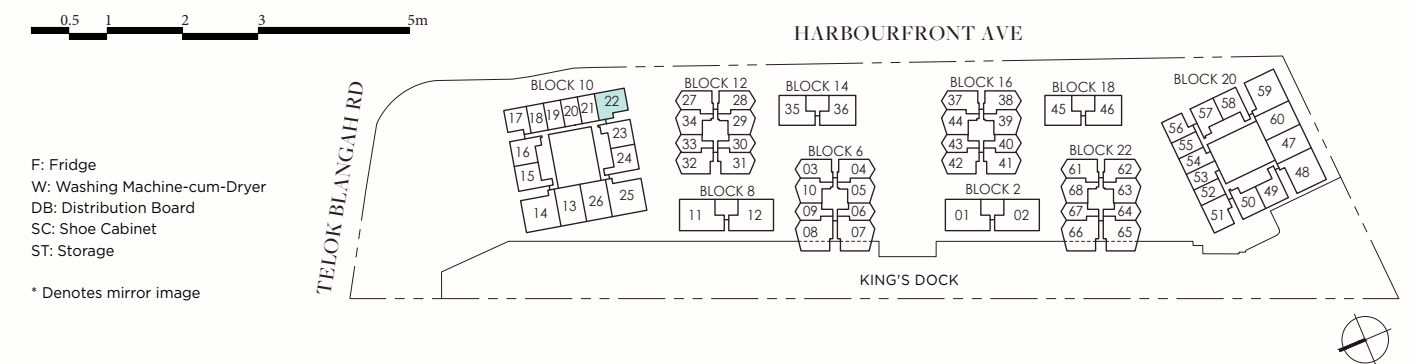 0.5 1 2 3 5m
HARBOURFRONT AVE
TELOK BLANGAH RD
F: Fridge
W: Washing Machine-cum-Dryer
DB: Distribution Board
SC: Shoe Cabinet
ST: Storage
* Denotes mirror image
BLOCK 10
17 18 19 20 21 22
16 23
15 24
14 13 26 25
BLOCK 12
27 28
34 29
33 30
32 31
BLOCK 14
35 36
BLOCK 8
11 12
BLOCK 6
03 04
10 05
09 06
08 07
BLOCK 16
37 38
44 39
43 40
42 41
BLOCK 18
45 46
BLOCK 2
01 02
BLOCK 22
61 62
68 63
67 64
66 65
BLOCK 20
56 57 58 59
55 60
54 47
53 48
52 49
51 50
KING'S DOCK